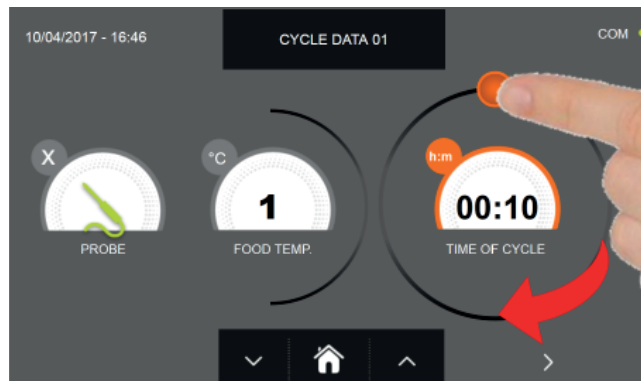 10/04/2017 - 16:46
CYCLE DATA 01
COM
X
PROBE
°C
1
FOOD TEMP.
h:m
00:10
TIME OF CYCLE